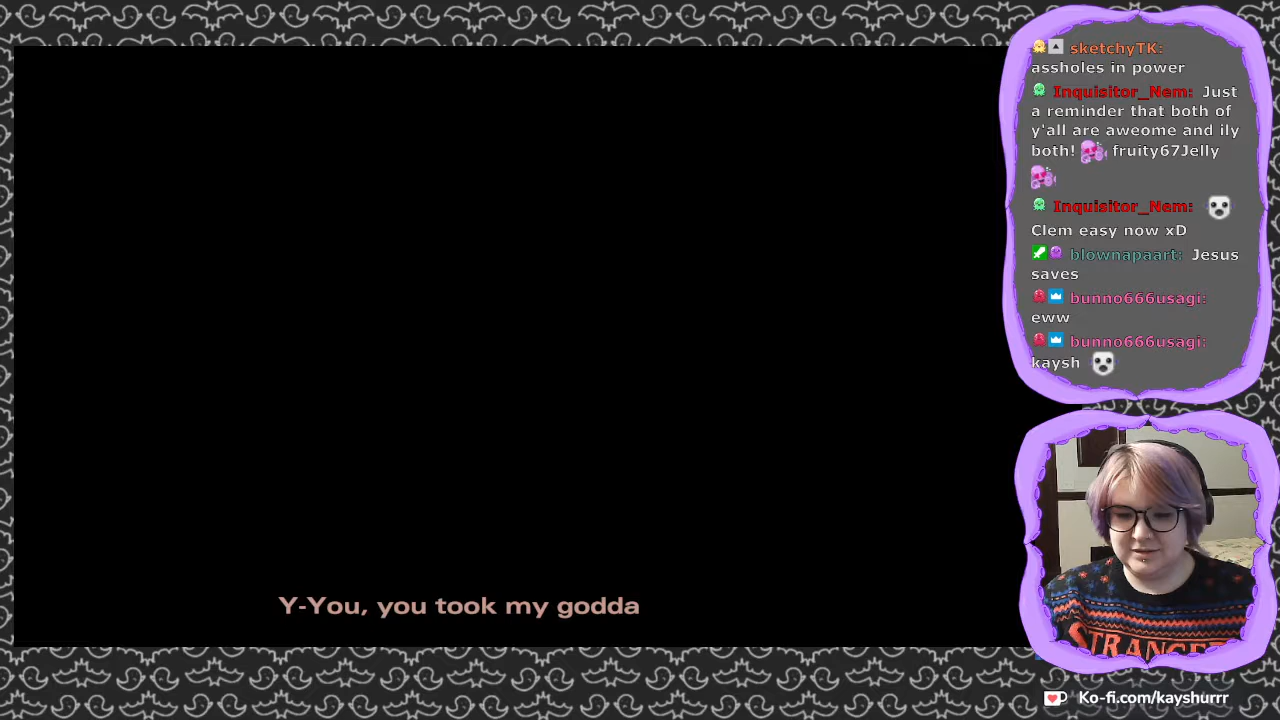 sketchyTK:
assholes in power
Inquisitor_Nem: Just
a reminder that both of
y'all are aweome and ily
both! fruity67Jelly
Inquisitor_Nem:
Clem easy now xD
blownapaart: Jesus
saves
bunno666usagi:
eww
bunno666usagi:
kaysh
Y-You, you took my godda
STRANGE
Ko-fi.com/kayshurrr